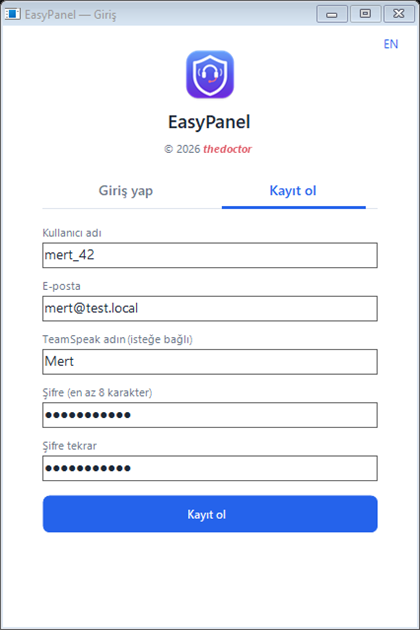 EasyPanel — Giriş
EN
EasyPanel
© 2026 thedoctor
Giriş yap Kayıt ol
Kullanıcı adı
mert_42
E-posta
mert@test.local
TeamSpeak adın (isteğe bağlı)
Mert
Şifre (en az 8 karakter)
●●●●●●●●●●●
Şifre tekrar
●●●●●●●●●●●
Kayıt ol